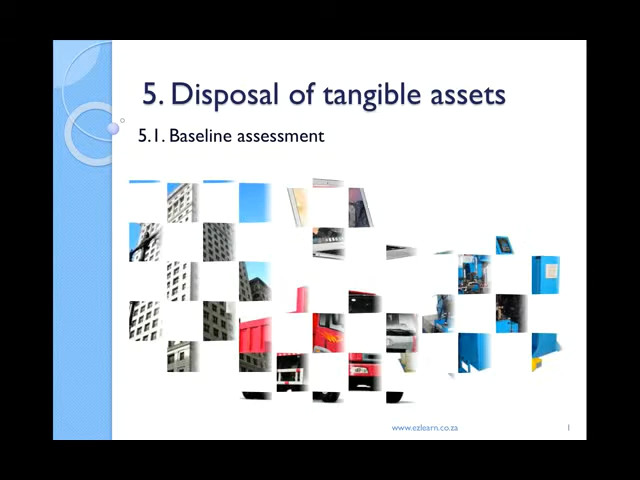 5. Disposal of tangible assets
5.1. Baseline assessment
www.ezlearn.co.za
1